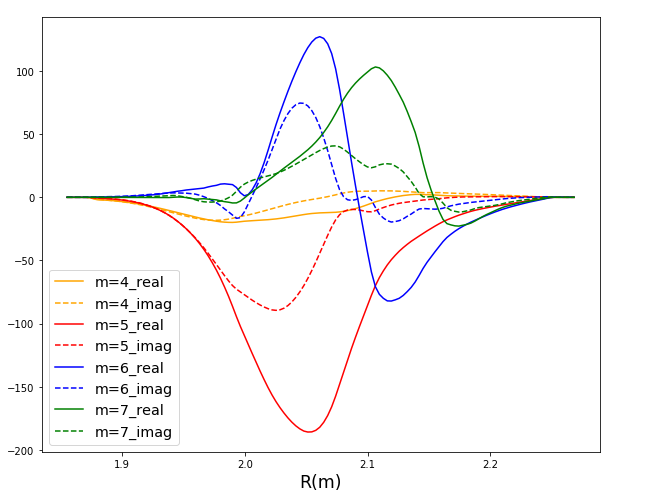 100
50
0
−50
−100
−150
−200
m=4_real
m=4_imag
m=5_real
m=5_imag
m=6_real
m=6_imag
m=7_real
m=7_imag
1.9 2.0 2.1 2.2
R(m)